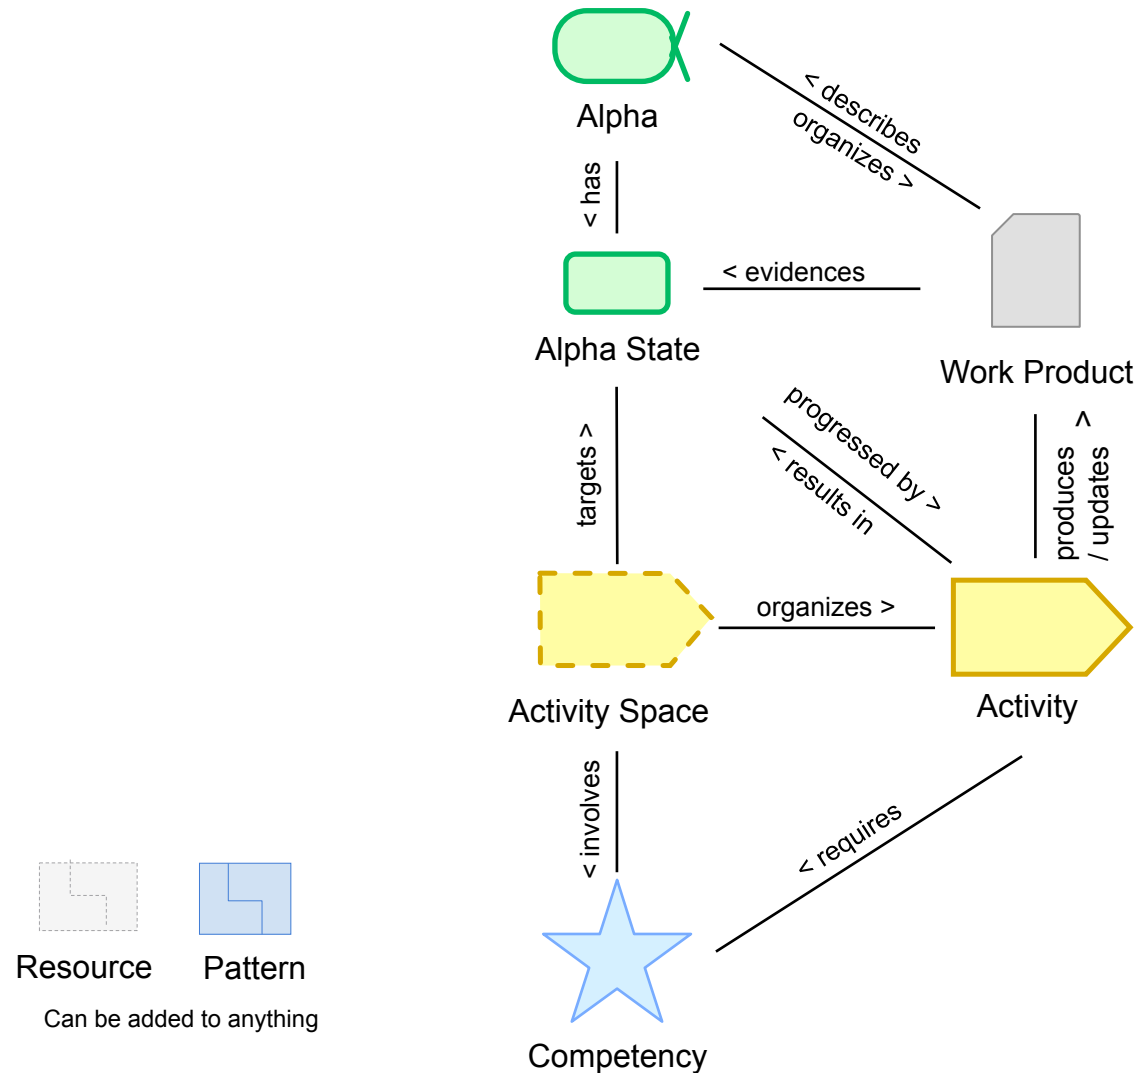 Alpha
< describes
organizes >
< has
< evidences
Alpha State
Work Product
progressed by >
< results in
targets >
produces >
/ updates
organizes >
Activity Space
Activity
< involves
< requires
Resource
Pattern
Can be added to anything
Competency